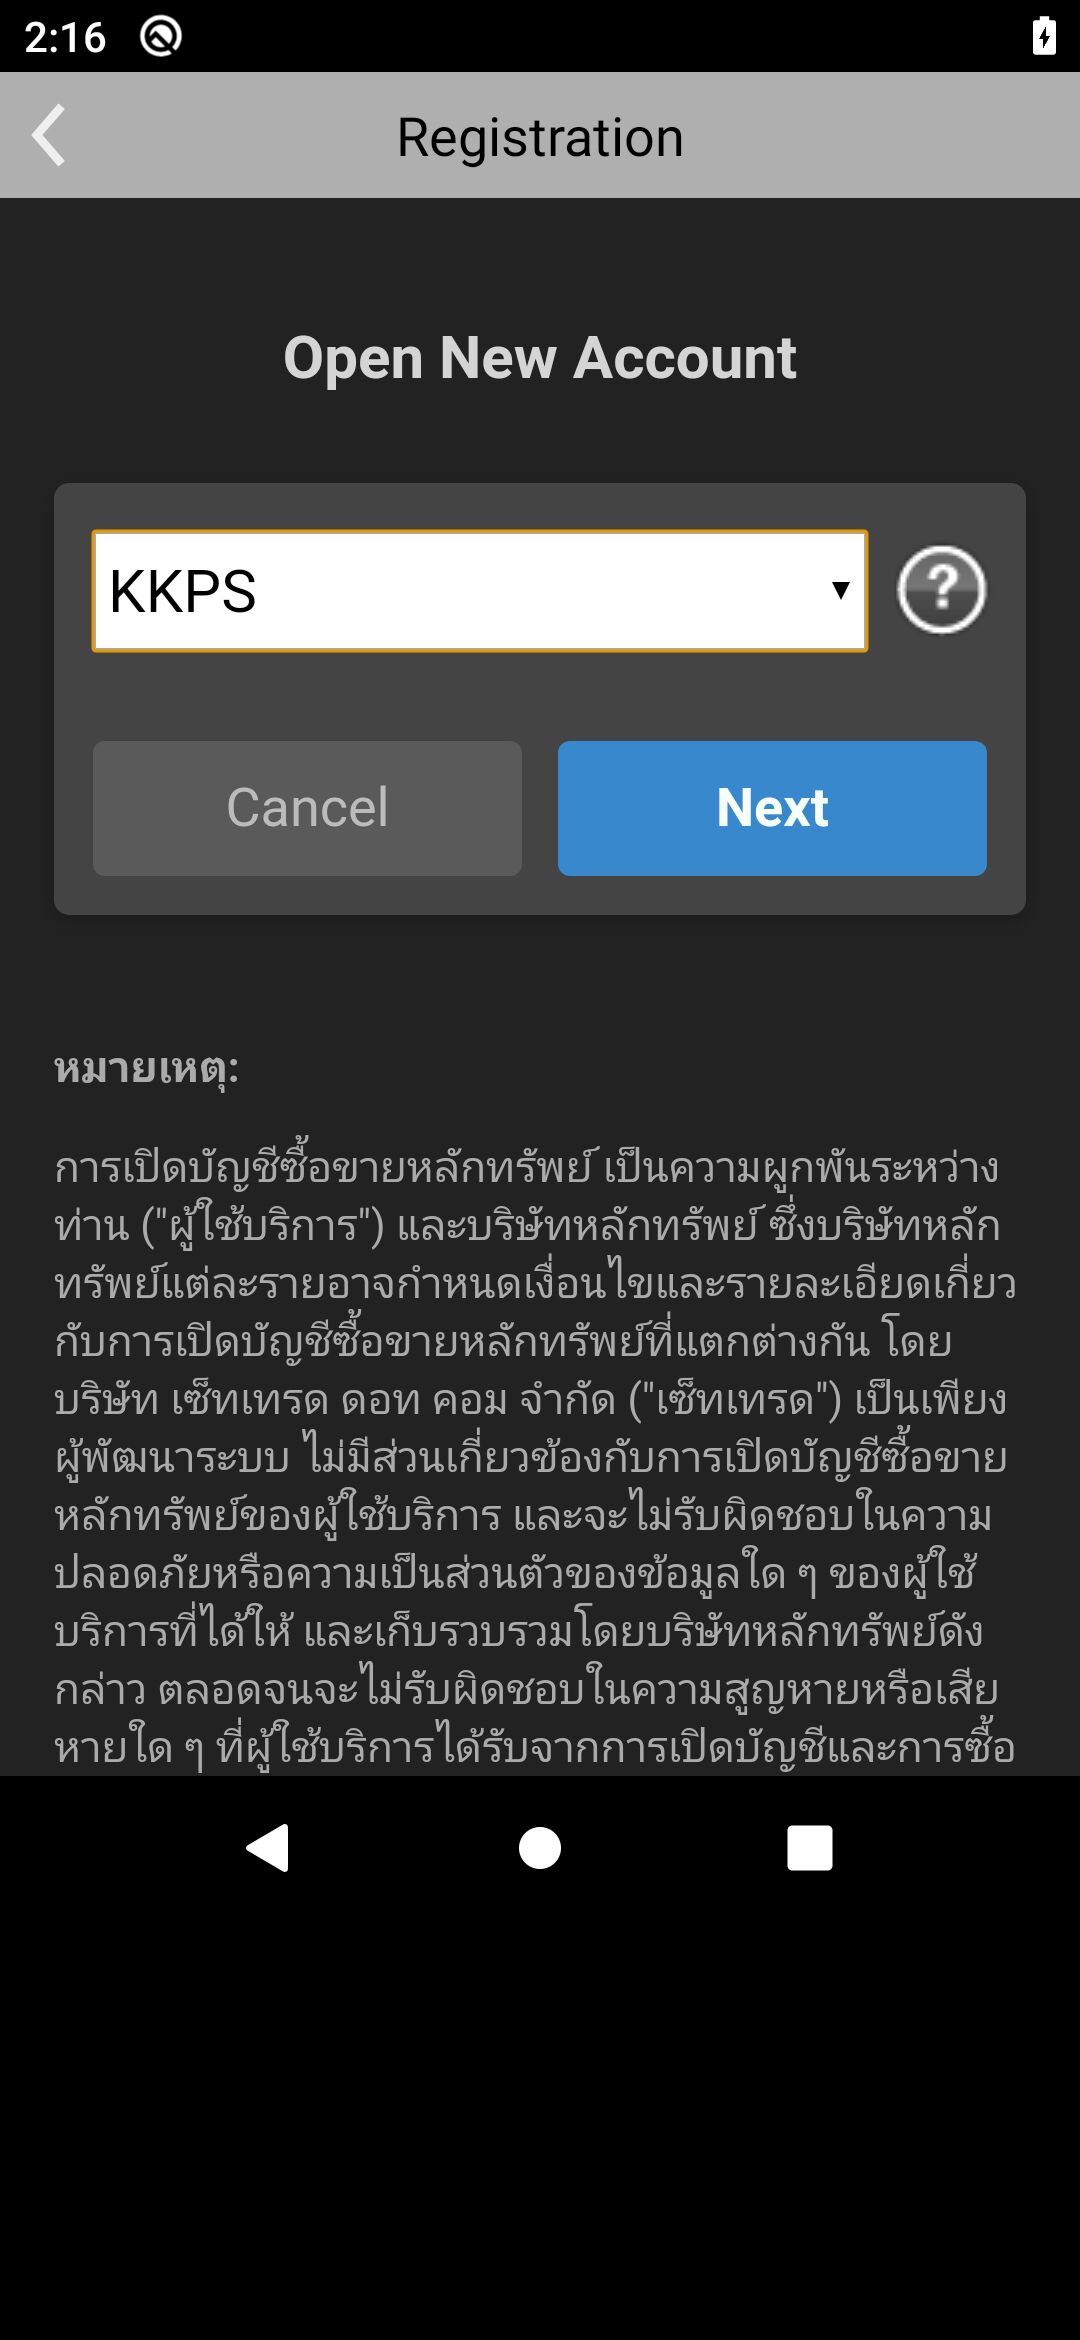 2:16
Registration
Open New Account
KKPS
Cancel
Next
หมายเหตุ:
การเปิดบัญชีซื้อขายหลักทรัพย์ เป็นความผูกพันระหว่าง
ท่าน ("ผู้ใช้บริการ") และบริษัทหลักทรัพย์ ซึ่งบริษัทหลัก
ทรัพย์แต่ละรายอาจกำหนดเงื่อนไขและรายละเอียดเกี่ยว
กับการเปิดบัญชีซื้อขายหลักทรัพย์ที่แตกต่างกัน โดย
บริษัท เซ็ทเทรด ดอท คอม จำกัด ("เซ็ทเทรด") เป็นเพียง
ผู้พัฒนาระบบ ไม่มีส่วนเกี่ยวข้องกับการเปิดบัญชีซื้อขาย
หลักทรัพย์ของผู้ใช้บริการ และจะไม่รับผิดชอบในความ
ปลอดภัยหรือความเป็นส่วนตัวของข้อมูลใด ๆ ของผู้ใช้
บริการที่ได้ให้ และเก็บรวบรวมโดยบริษัทหลักทรัพย์ดัง
กล่าว ตลอดจนจะไม่รับผิดชอบในความสูญหายหรือเสีย
หายใด ๆ ที่ผู้ใช้บริการได้รับจากการเปิดบัญชีและการซื้อ